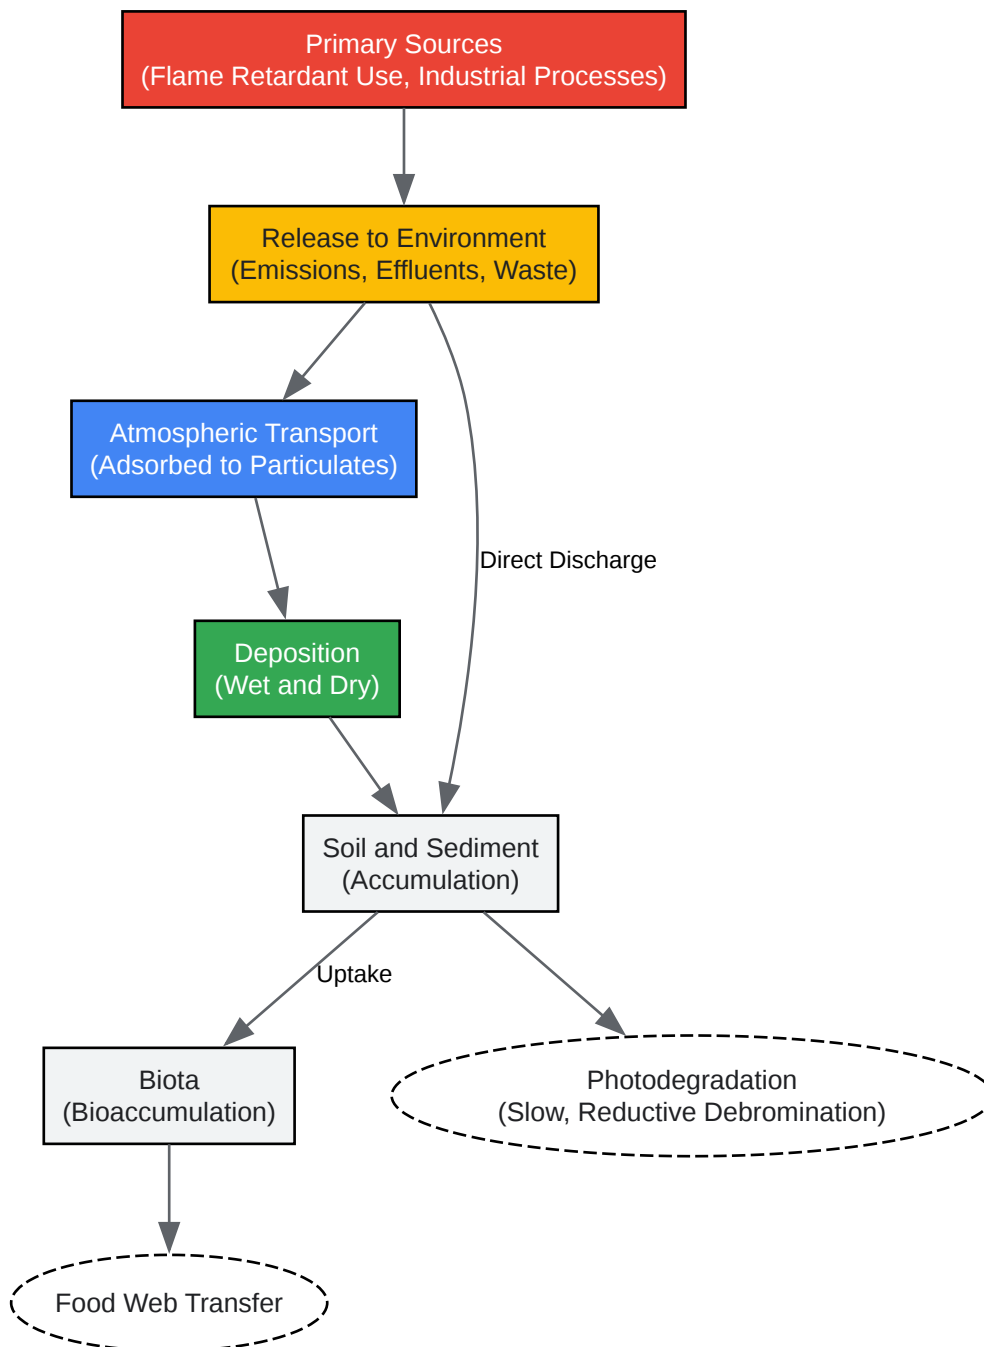 Primary Sources
(Flame Retardant Use, Industrial Processes)
Release to Environment
(Emissions, Effluents, Waste)
Atmospheric Transport
(Adsorbed to Particulates)
Direct Discharge
Deposition
(Wet and Dry)
Soil and Sediment
(Accumulation)
Uptake
Biota
(Bioaccumulation)
Photodegradation
(Slow, Reductive Debromination)
Food Web Transfer